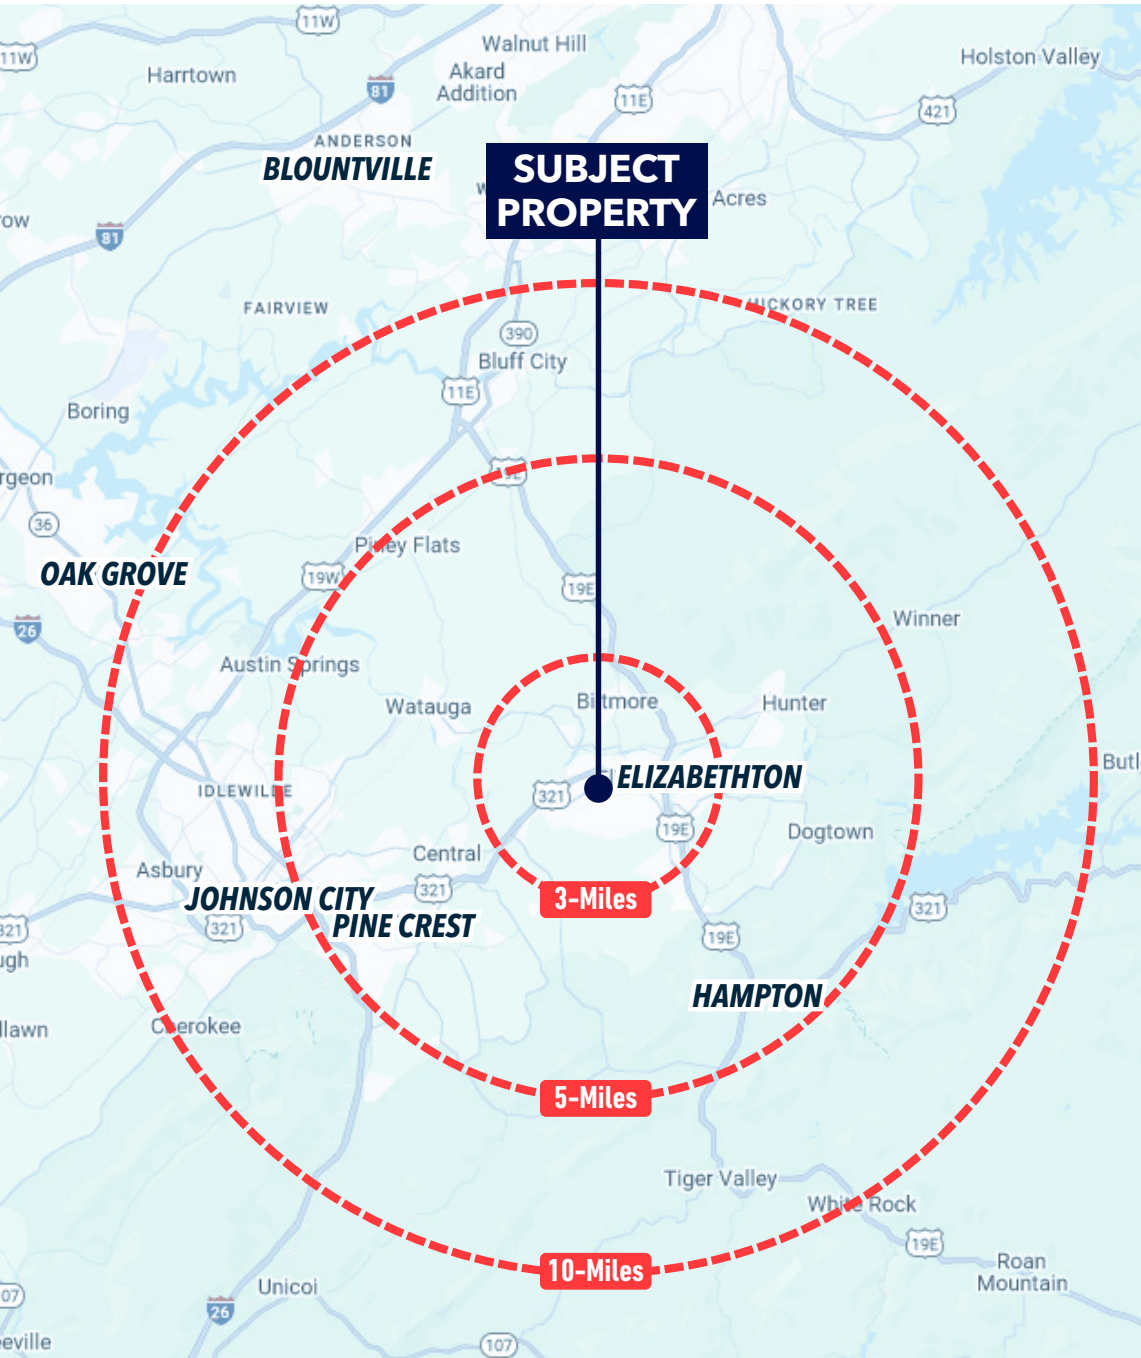 11W
Walnut Hill
11W
Holston Valley
Harrtown
Akard
Addition
81
11E
421
ANDERSON
BLOUNTVILLE
SUBJECT
PROPERTY
Acres
81
FAIRVIEW
HICKORY TREE
390
Bluff City
11E
Boring
19E
36
Piney Flats
OAK GROVE
19W
19E
26
Winner
Austin Springs
Watauga
Biltmore
Hunter
ELIZABETHTON
IDLEWILDE
321
19E
Dogtown
Central
Asbury
321
JOHNSON CITY
PINE CREST
321
321
321
19E
HAMPTON
3-Miles
Cherokee
5-Miles
Tiger Valley
White Rock
19E
10-Miles
Roan
Mountain
Unicoi
26
107